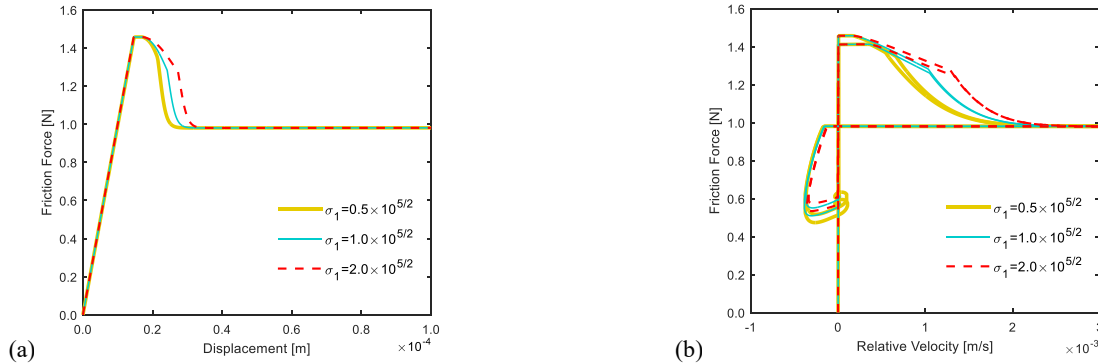 1.6
1.4
1.2
1.0
0.8
0.6
0.4
0.2
0.0
Friction Force [N]
σ1=0.5×10^5/2
σ1=1.0×10^5/2
σ1=2.0×10^5/2
0.0 0.2 0.4 0.6 0.8 1.0
Displacement [m]
×10^-4
(a)
1.6
1.4
1.2
1.0
0.8
0.6
0.4
0.2
0.0
Friction Force [N]
σ1=0.5×10^5/2
σ1=1.0×10^5/2
σ1=2.0×10^5/2
-1 0 1 2 3
Relative Velocity [m/s]
×10^-3
(b)